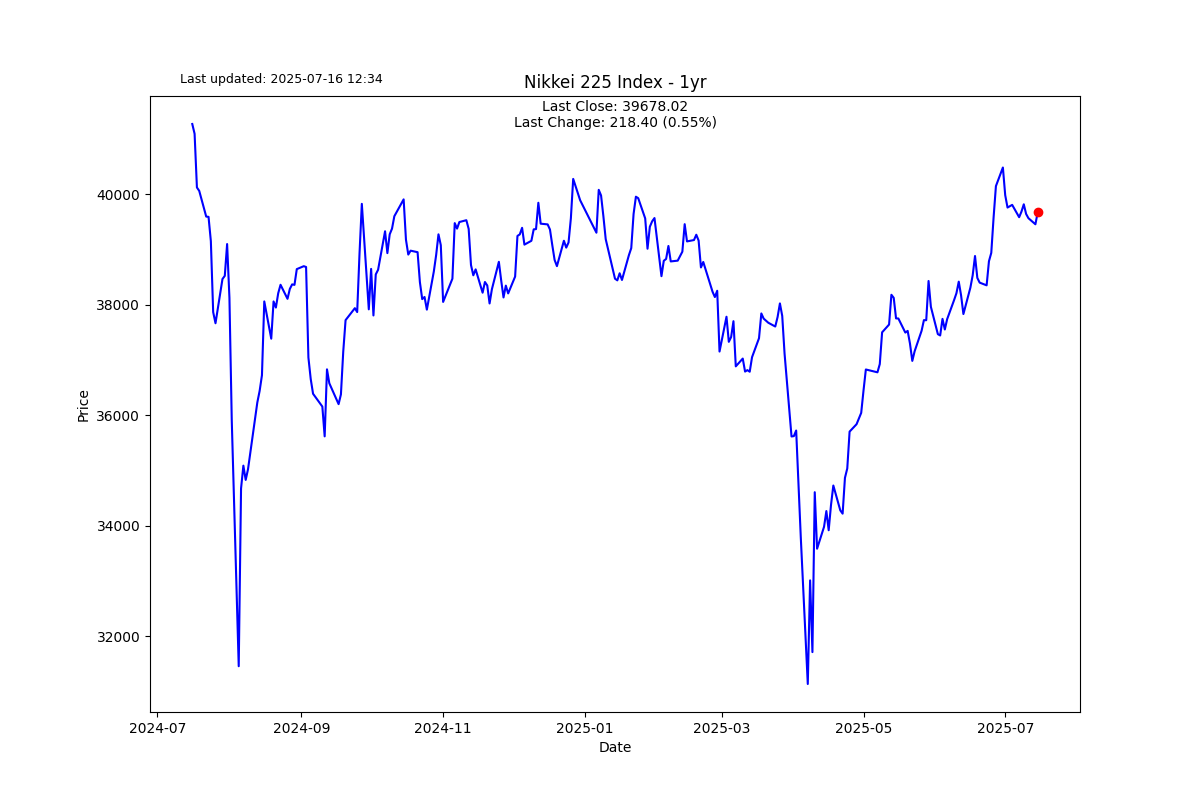 Last updated: 2025-07-16 12:34
Nikkei 225 Index - 1yr
Last Close: 39678.02
Last Change: 218.40 (0.55%)
Price
40000
38000
36000
34000
32000
2024-07
2024-09
2024-11
2025-01
2025-03
2025-05
2025-07
Date